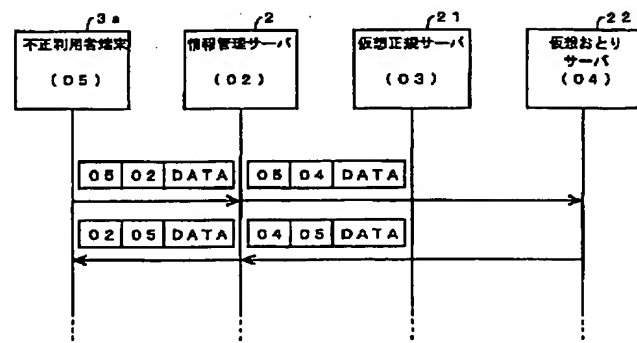 3a
2
21
22
不正利用者端末
(05)
情報管理サーバ
(02)
仮想正規サーバ
(03)
仮想おとり
サーバ
(04)
05 02 DATA
05 04 DATA
02 05 DATA
04 05 DATA